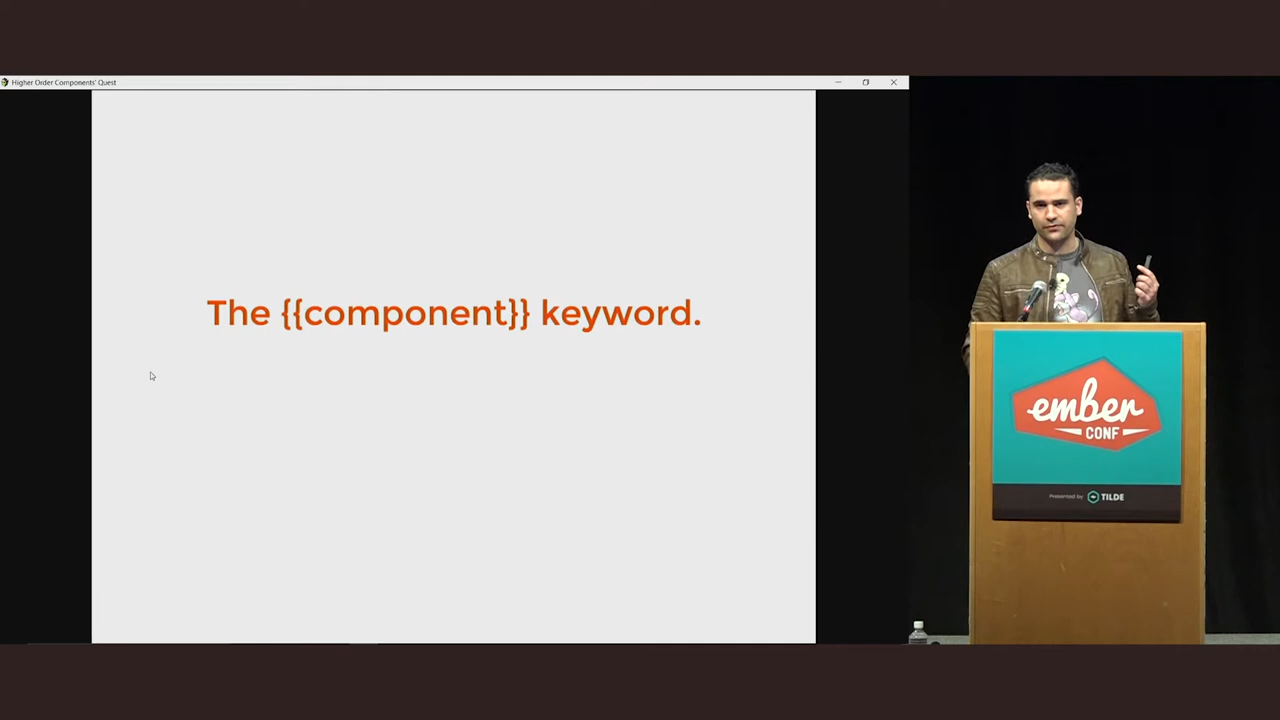 Higher Order Components' Quest
The {{component}} keyword.
ember
CONF
Presented by TILDE